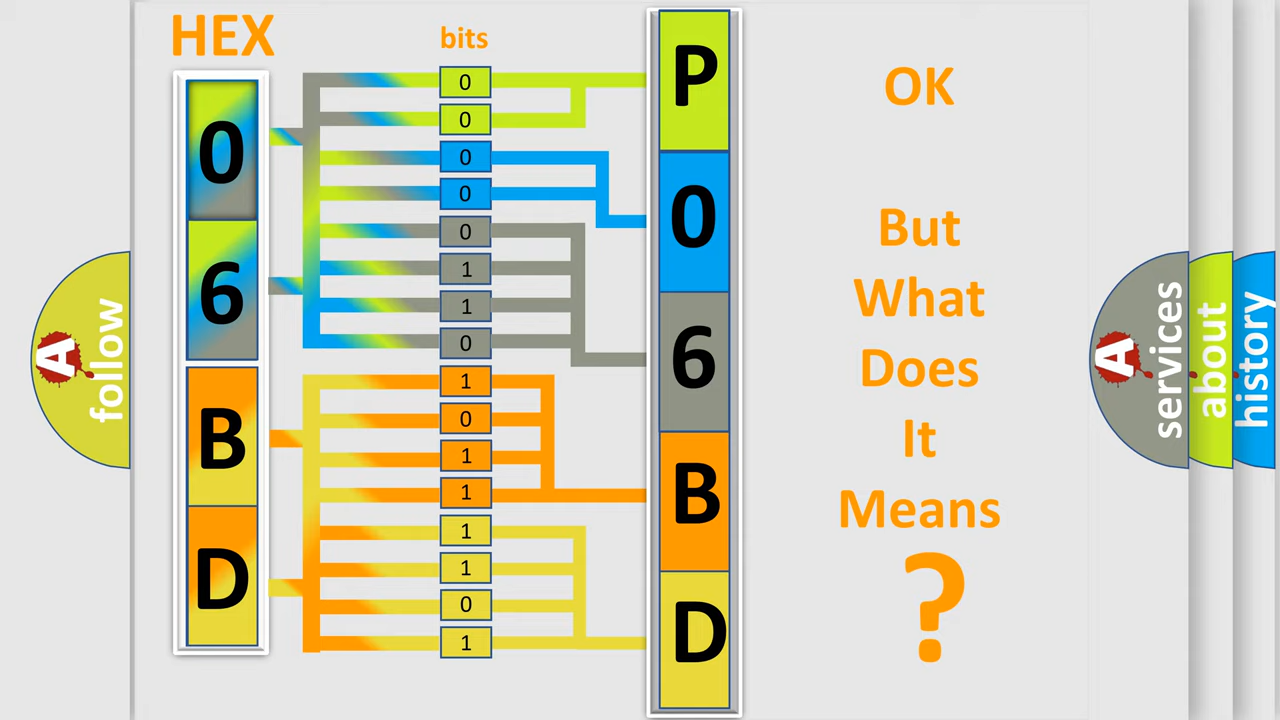 HEX
bits
0
6
B
D
0
0
0
0
0
1
1
0
1
0
1
1
1
1
0
1
P
0
6
B
D
OK
But
What
Does
It
Means
?
A
follow
A
services
about
history